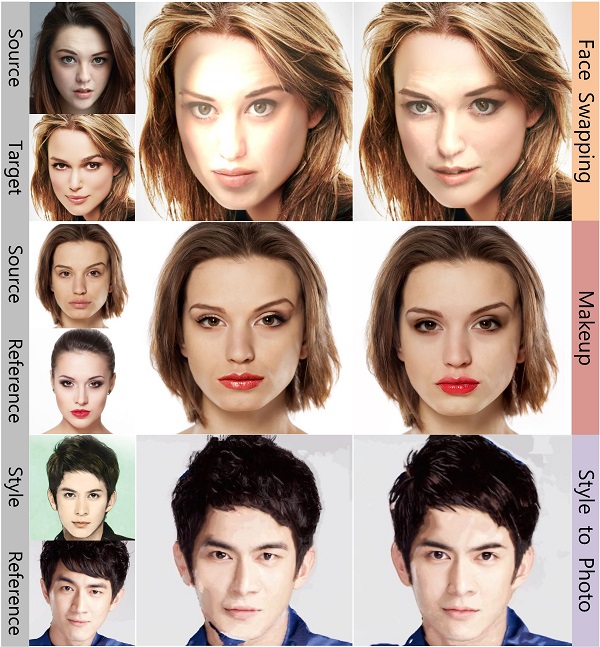 Source
Target
Source
Reference
Style
Reference
Face Swapping
Makeup
Style to Photo